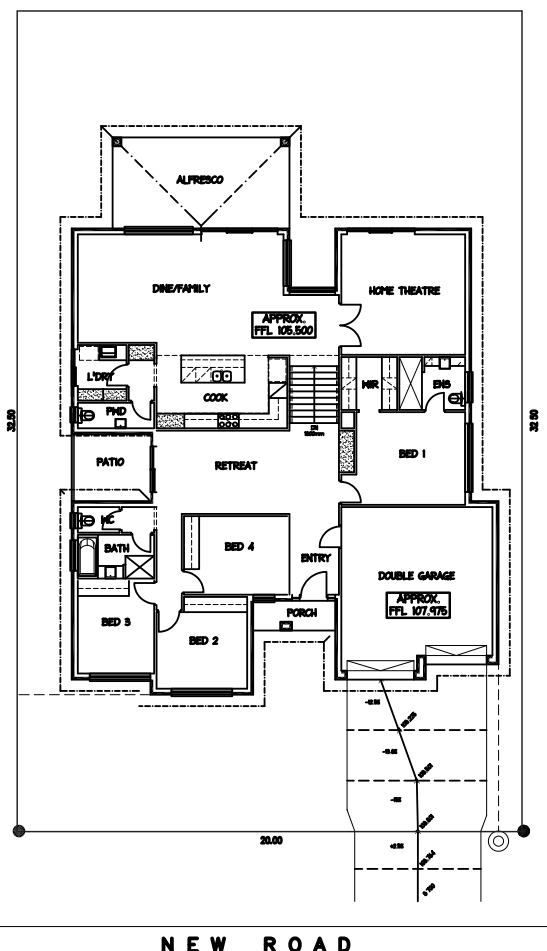 ALFRESCO
DINE/FAMILY
HOME THEATRE
APPROX.
FFL 105.500
L'DRY
COOK
WIR
ENS
PWD
DN
BED 1
PATIO
RETREAT
WC
BATH
BED 4
ENTRY
DOUBLE GARAGE
APPROX.
FFL 107.975
BED 3
PORCH
BED 2
32.50
32.50
20.00
NEW ROAD